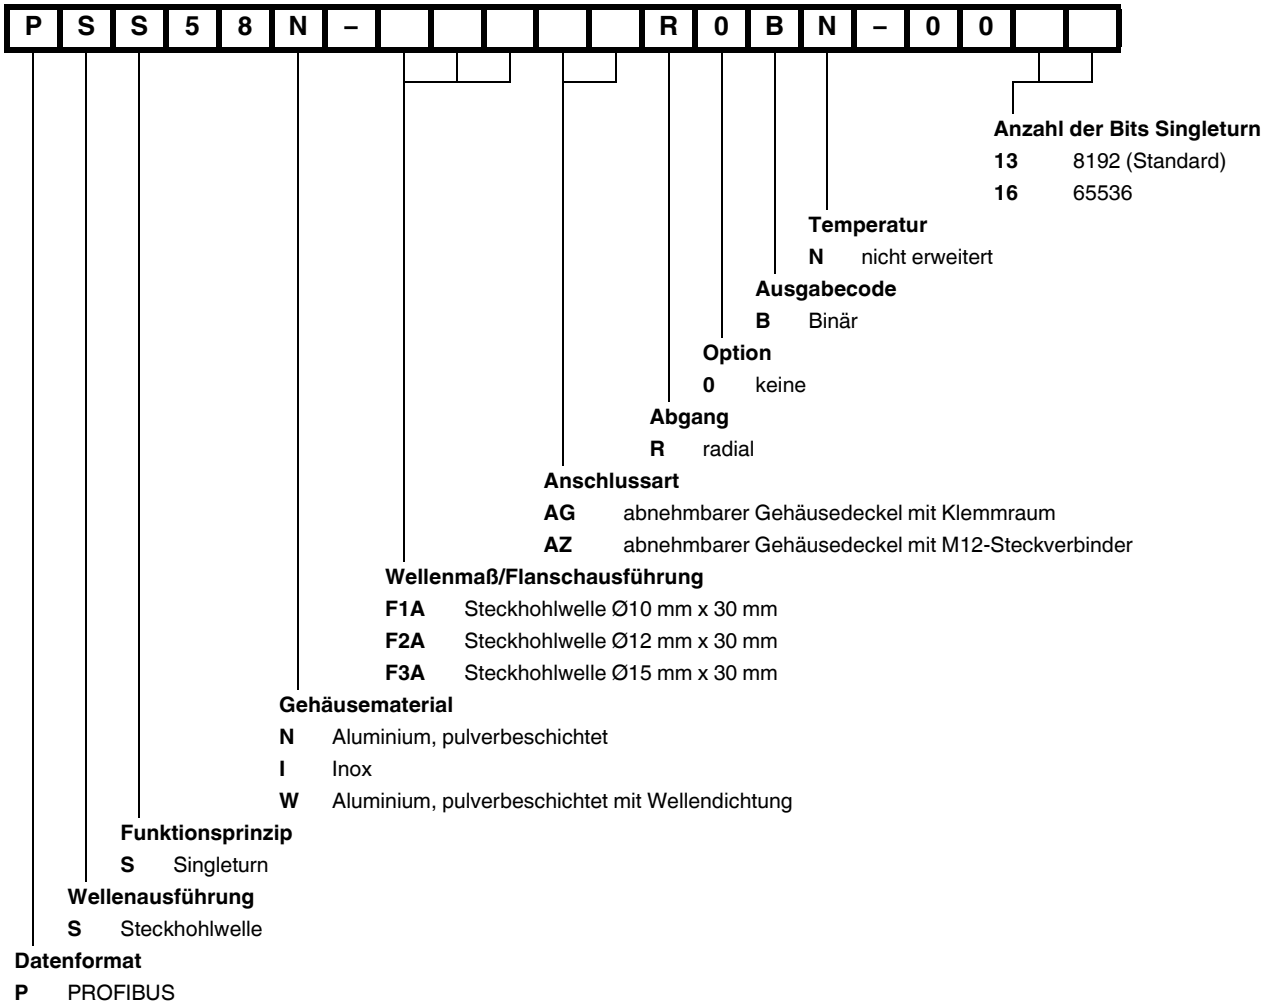 P S S 5 8 N – R 0 B N – 0 0
Anzahl der Bits Singleturn
13 8192 (Standard)
16 65536
Temperatur
N nicht erweitert
Ausgabecode
B Binär
Option
0 keine
Abgang
R radial
Anschlussart
AG abnehmbarer Gehäusedeckel mit Klemmraum
AZ abnehmbarer Gehäusedeckel mit M12-Steckverbinder
Wellenmaß/Flanschausführung
F1A Steckhohlwelle Ø10 mm x 30 mm
F2A Steckhohlwelle Ø12 mm x 30 mm
F3A Steckhohlwelle Ø15 mm x 30 mm
Gehäusematerial
N Aluminium, pulverbeschichtet
I Inox
W Aluminium, pulverbeschichtet mit Wellendichtung
Funktionsprinzip
S Singleturn
Wellenausführung
S Steckhohlwelle
Datenformat
P PROFIBUS